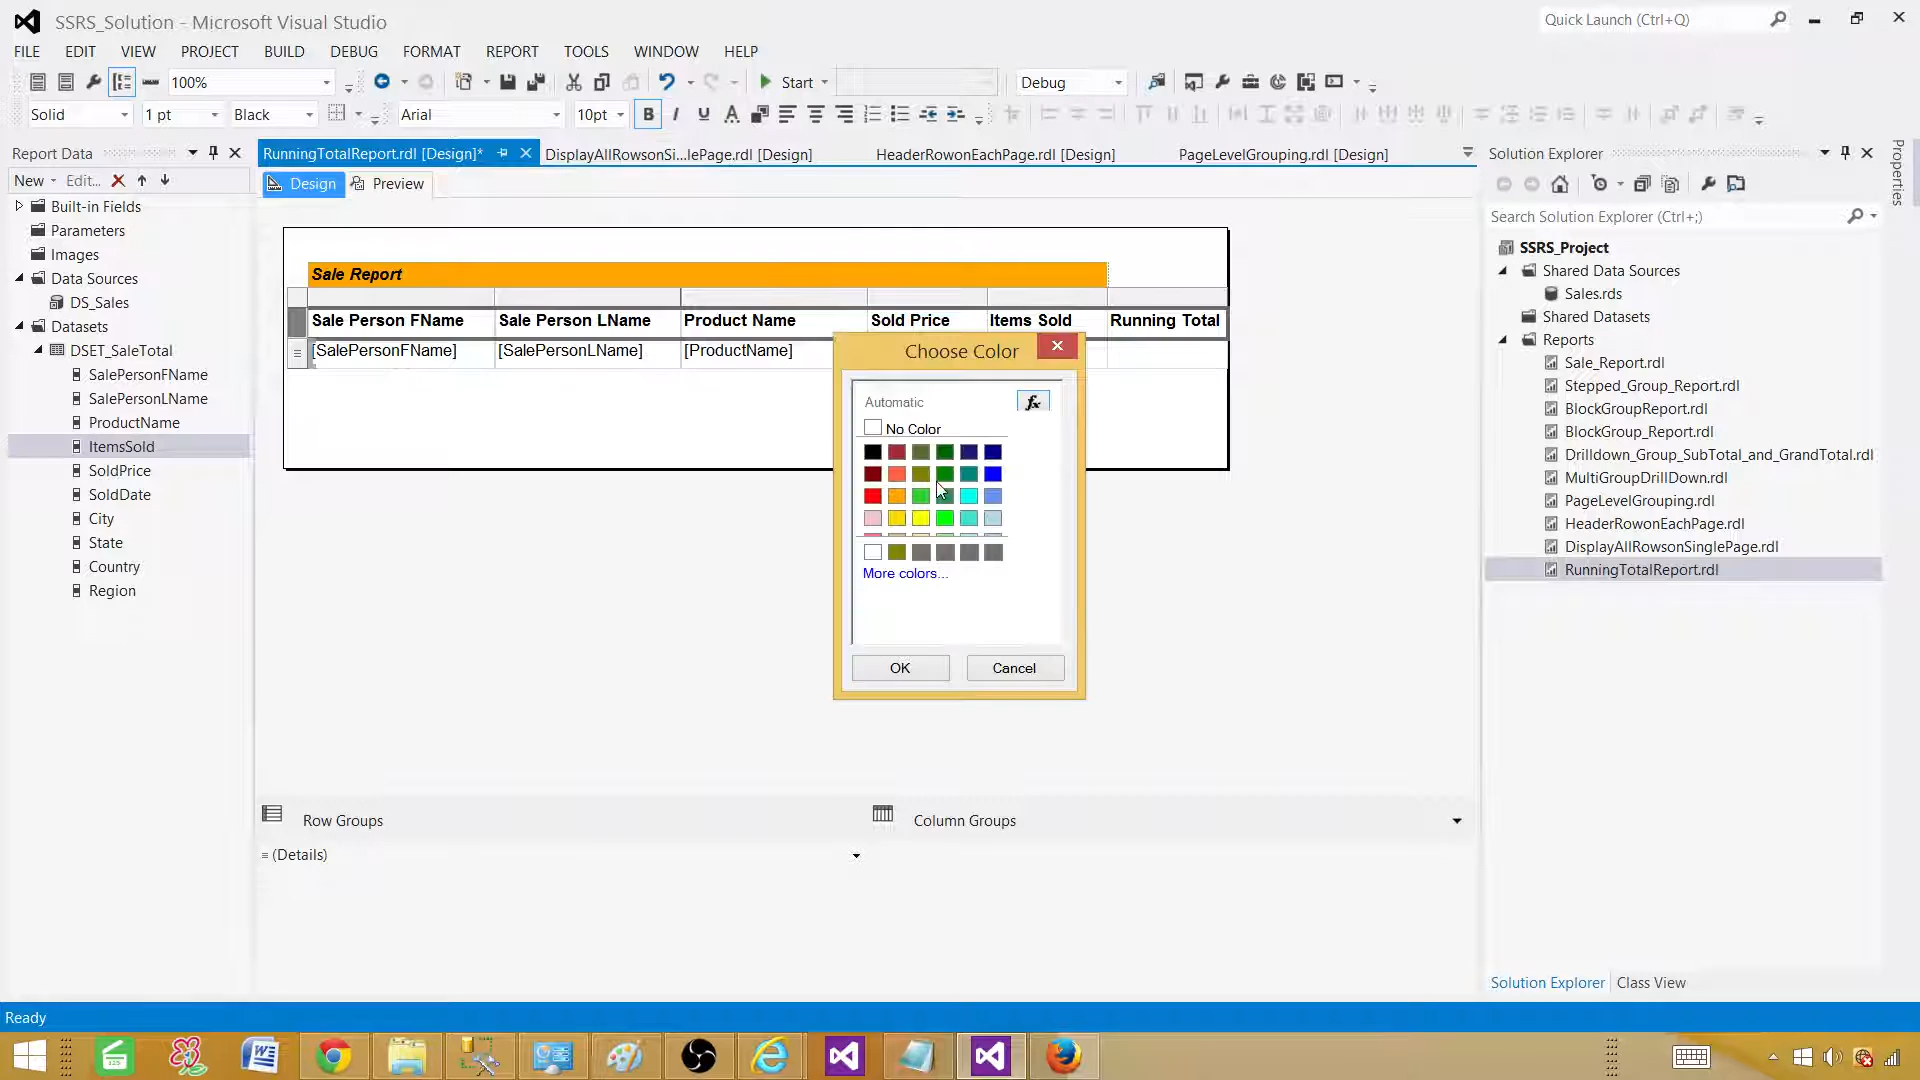 SSRS_Solution - Microsoft Visual Studio
Quick Launch (Ctrl+Q)
FILE EDIT VIEW PROJECT BUILD DEBUG FORMAT REPORT TOOLS WINDOW HELP
100% Start Debug
Solid 1 pt Black Arial 10pt B I U A
Report Data
RunningTotalReport.rdl [Design]* DisplayAllRowsonSi...lePage.rdl [Design] HeaderRowonEachPage.rdl [Design] PageLevelGrouping.rdl [Design]
Solution Explorer
Properties
New Edit...
Design Preview
Built-in Fields
Parameters
Images
Data Sources
DS_Sales
Datasets
DSET_SaleTotal
SalePersonFName
SalePersonLName
ProductName
ItemsSold
SoldPrice
SoldDate
City
State
Country
Region
Sale Report
Sale Person FName Sale Person LName Product Name Sold Price Items Sold Running Total
[SalePersonFName] [SalePersonLName] [ProductName]
Choose Color
Automatic fx
No Color
More colors...
OK Cancel
Row Groups Column Groups
(Details)
Search Solution Explorer (Ctrl+;)
SSRS_Project
Shared Data Sources
Sales.rds
Shared Datasets
Reports
Sale_Report.rdl
Stepped_Group_Report.rdl
BlockGroupReport.rdl
BlockGroup_Report.rdl
Drilldown_Group_SubTotal_and_GrandTotal.rdl
MultiGroupDrillDown.rdl
PageLevelGrouping.rdl
HeaderRowonEachPage.rdl
DisplayAllRowsonSinglePage.rdl
RunningTotalReport.rdl
Solution Explorer Class View
Ready